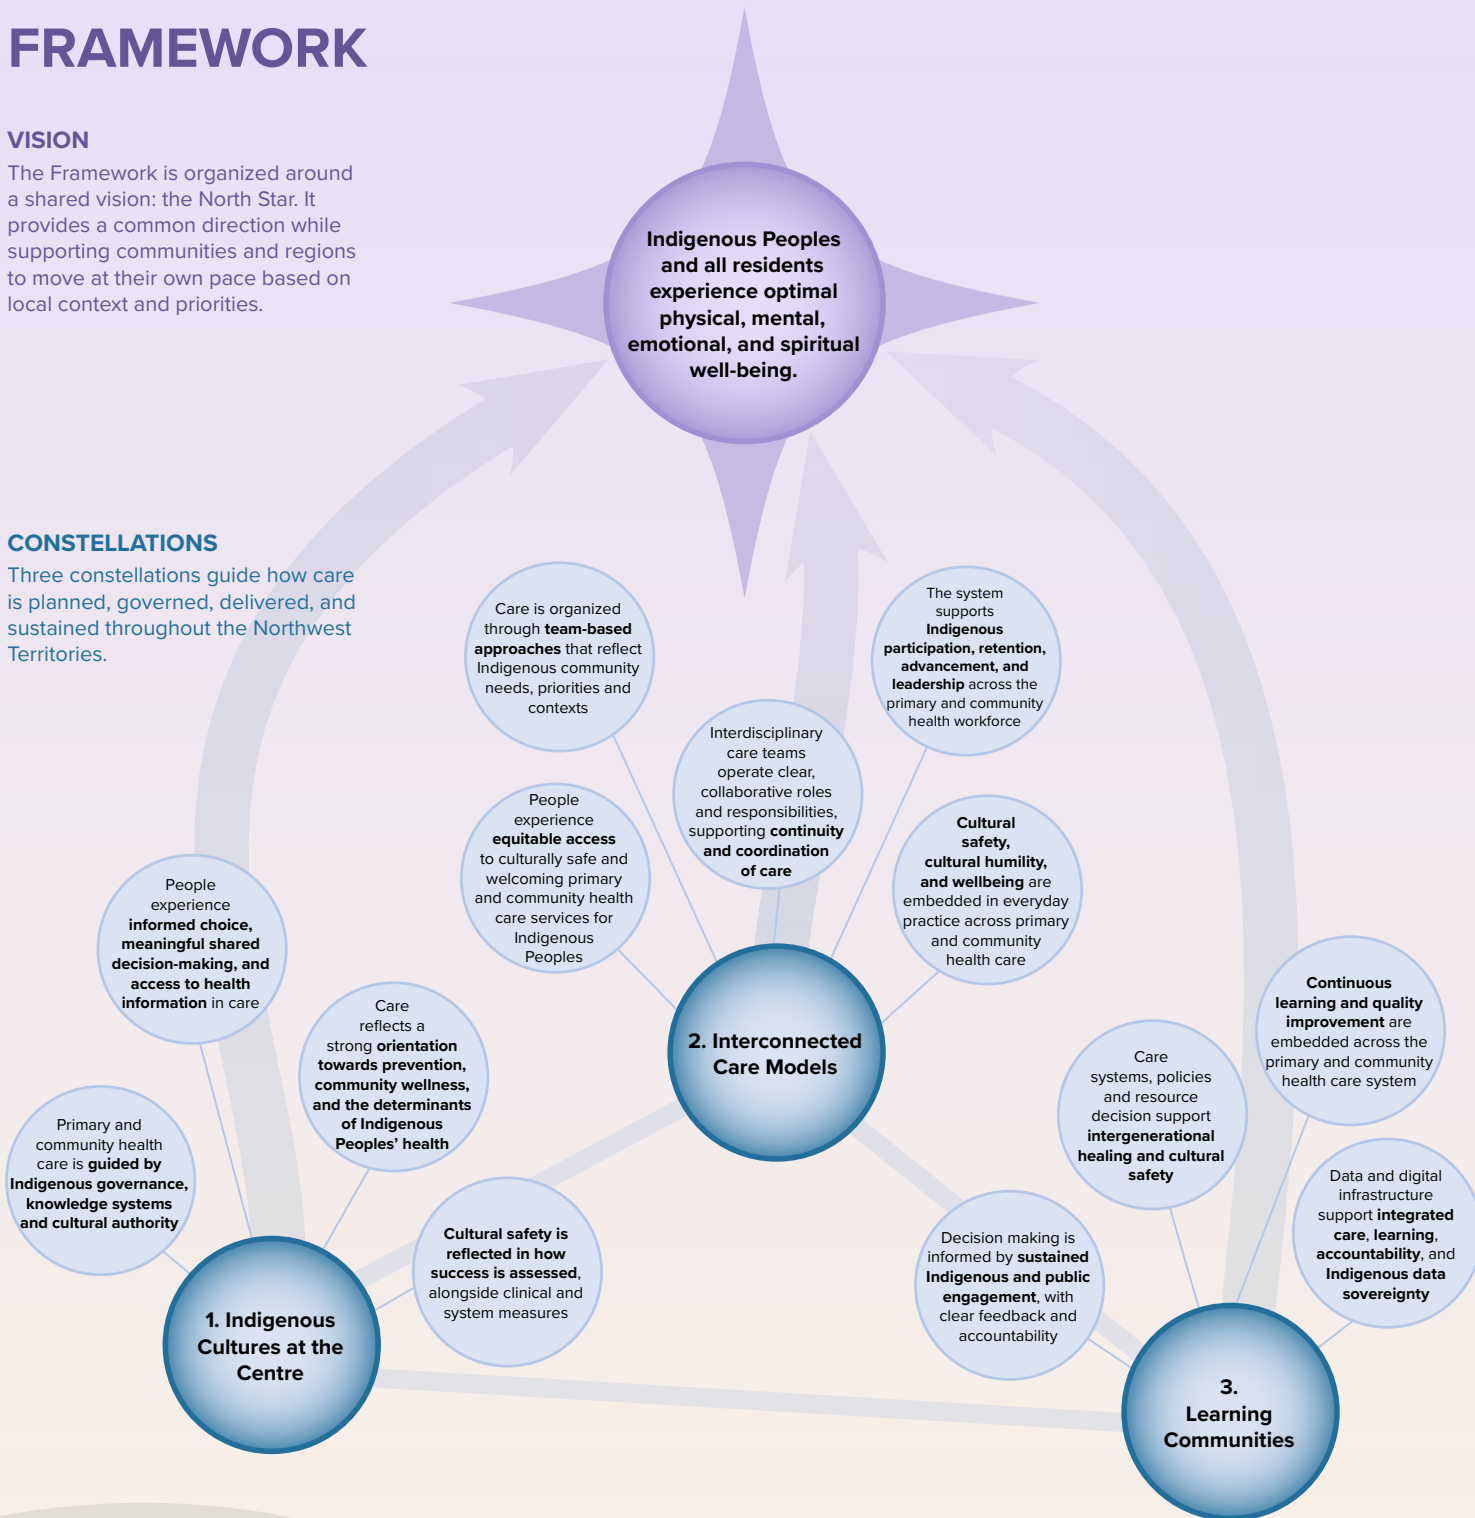 FRAMEWORK
VISION
The Framework is organized around
a shared vision: the North Star. It
provides a common direction while
supporting communities and regions
to move at their own pace based on
local context and priorities.
Indigenous Peoples
and all residents
experience optimal
physical, mental,
emotional, and spiritual
well-being.
CONSTELLATIONS
Three constellations guide how care
is planned, governed, delivered, and
sustained throughout the Northwest
Territories.
Care is organized
through team-based
approaches that reflect
Indigenous community
needs, priorities and
contexts
The system
supports
Indigenous
participation, retention,
advancement, and
leadership across the
primary and community
health workforce
Interdisciplinary
care teams
operate clear,
collaborative roles
and responsibilities,
supporting continuity
and coordination
of care
People
experience
equitable access
to culturally safe and
welcoming primary
and community health
care services for
Indigenous
Peoples
Cultural
safety,
cultural humility,
and wellbeing are
embedded in everyday
practice across primary
and community
health care
People
experience
informed choice,
meaningful shared
decision-making, and
access to health
information in care
Care
reflects a
strong orientation
towards prevention,
community wellness,
and the determinants
of Indigenous
Peoples' health
2. Interconnected
Care Models
Continuous
learning and quality
improvement are
embedded across the
primary and community
health care system
Care
systems, policies
and resource
decision support
intergenerational
healing and cultural
safety
Primary and
community health
care is guided by
Indigenous governance,
knowledge systems
and cultural authority
Data and digital
infrastructure
support integrated
care, learning,
accountability, and
Indigenous data
sovereignty
Cultural safety is
reflected in how
success is assessed,
alongside clinical and
system measures
Decision making is
informed by sustained
Indigenous and public
engagement, with
clear feedback and
accountability
1. Indigenous
Cultures at the
Centre
3.
Learning
Communities